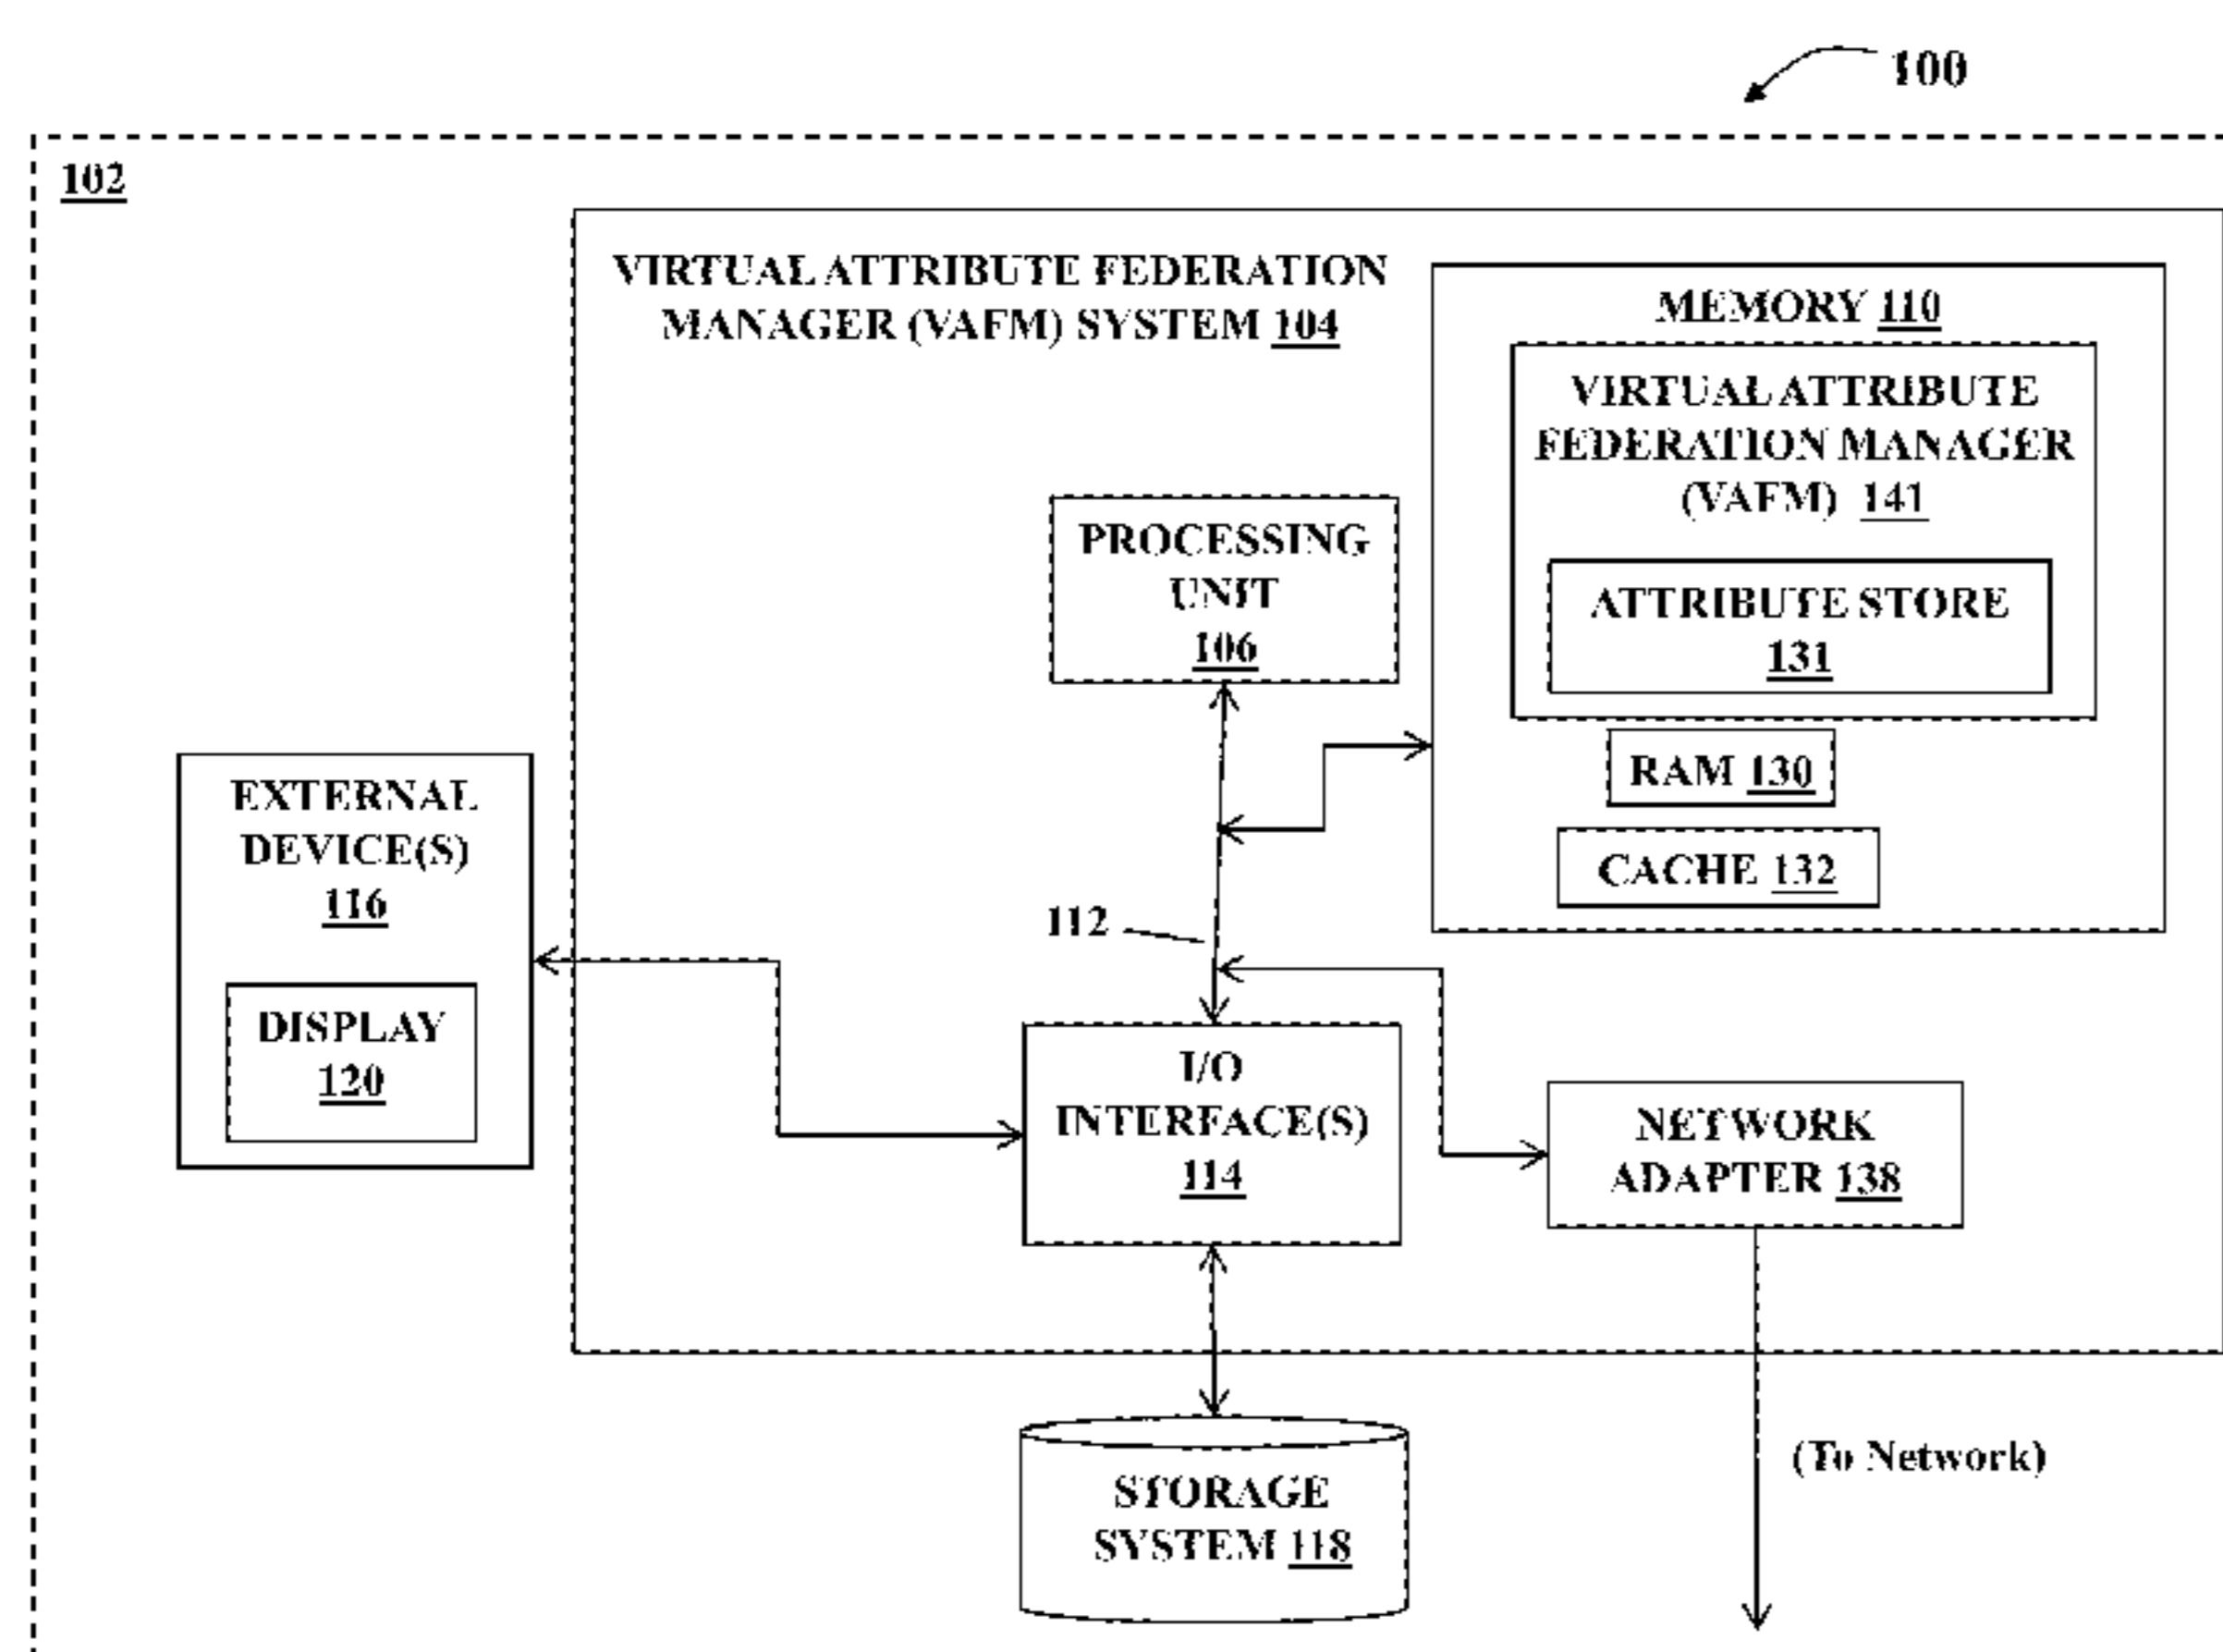 100
102
VIRTUAL ATTRIBUTE FEDERATION
MANAGER (VAFM) SYSTEM 104
MEMORY 110
VIRTUAL ATTRIBUTE
FEDERATION MANAGER
(VAFM) 141
ATTRIBUTE STORE
131
RAM 130
CACHE 132
PROCESSING
UNIT
106
112
EXTERNAL
DEVICE(S)
116
DISPLAY
120
I/O
INTERFACE(S)
114
NETWORK
ADAPTER 138
STORAGE
SYSTEM 118
(To Network)